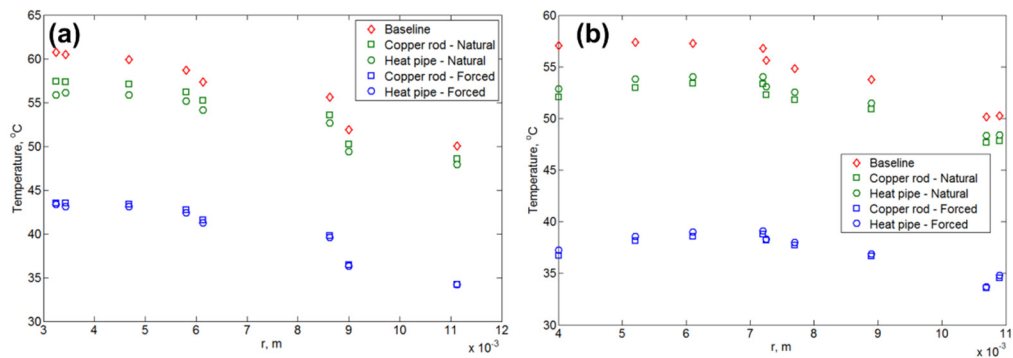 (a)
65
60
55
50
45
40
35
30
Temperature, °C
Baseline
Copper rod - Natural
Heat pipe - Natural
Copper rod - Forced
Heat pipe - Forced
3 4 5 6 7 8 9 10 11 12
r, m
x 10⁻³
(b)
60
55
50
45
40
35
30
Temperature, °C
Baseline
Copper rod - Natural
Heat pipe - Natural
Copper rod - Forced
Heat pipe - Forced
4 5 6 7 8 9 10 11
r, m
x 10⁻³